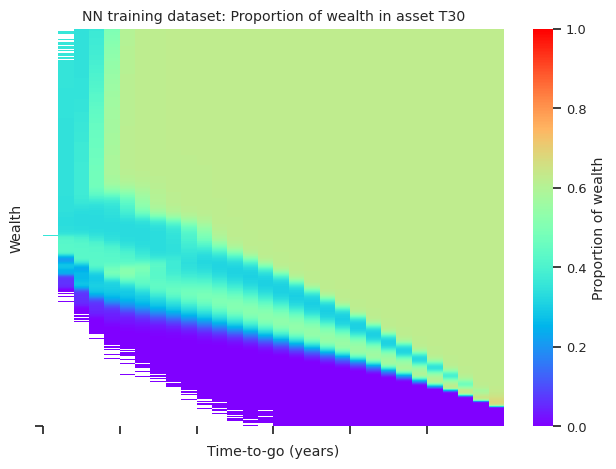 NN training dataset: Proportion of wealth in asset T30
Wealth
Time-to-go (years)
1.0
0.8
0.6
0.4
0.2
0.0
Proportion of wealth